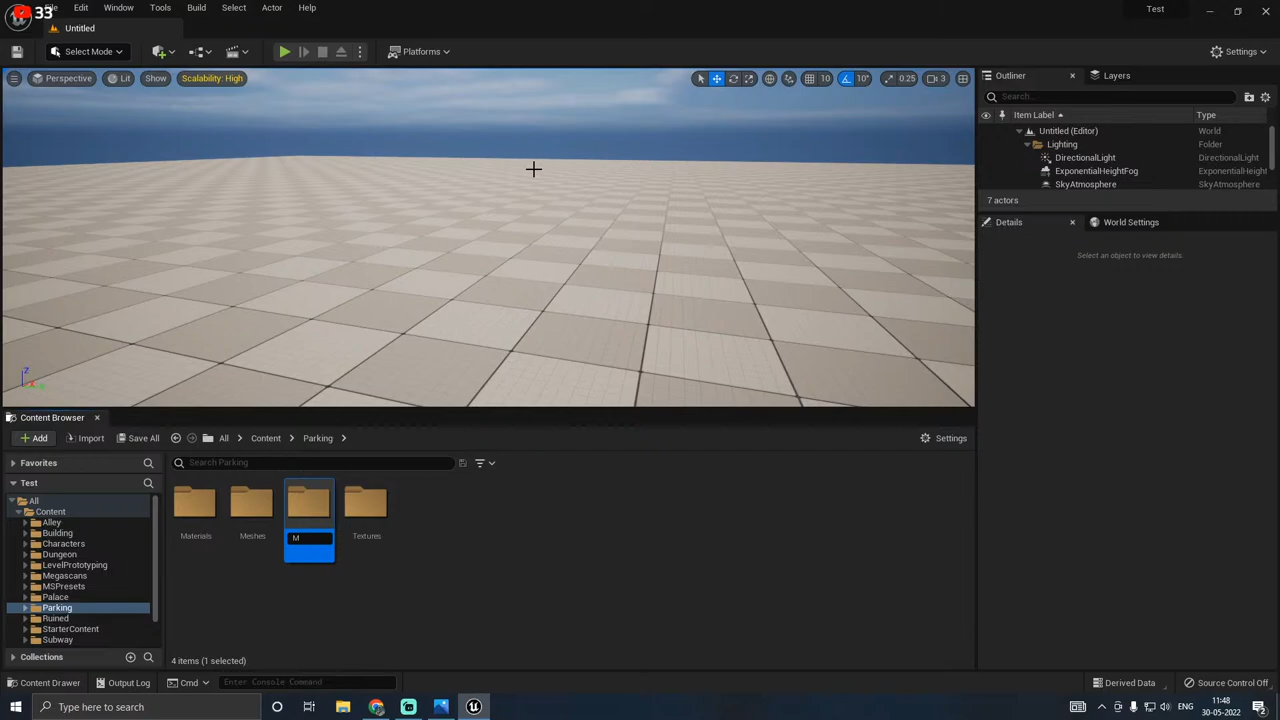 33
File Edit Window Tools Build Select Actor Help
Test
Untitled
Select Mode
Platforms
Settings
Perspective Lit Show Scalability: High
10 10° 0.25 3
Outliner Layers
Search...
Item Label Type
Untitled (Editor) World
Lighting Folder
DirectionalLight DirectionalLight
ExponentialHeightFog ExponentialHeight
SkyAtmosphere SkyAtmosphere
7 actors
Details World Settings
Select an object to view details.
Z
Content Browser
Add Import Save All All Content Parking Settings
Favorites
Search Parking
Test
All
Content
Alley
Building
Characters
Dungeon
LevelPrototyping
Megascans
MSPresets
Palace
Parking
Ruined
StarterContent
Subway
Materials Meshes M Textures
Collections
4 items (1 selected)
Content Drawer Output Log Cmd Enter Console Command Derived Data Source Control Off
Type here to search
ENG
11:48
30-05-2022
2